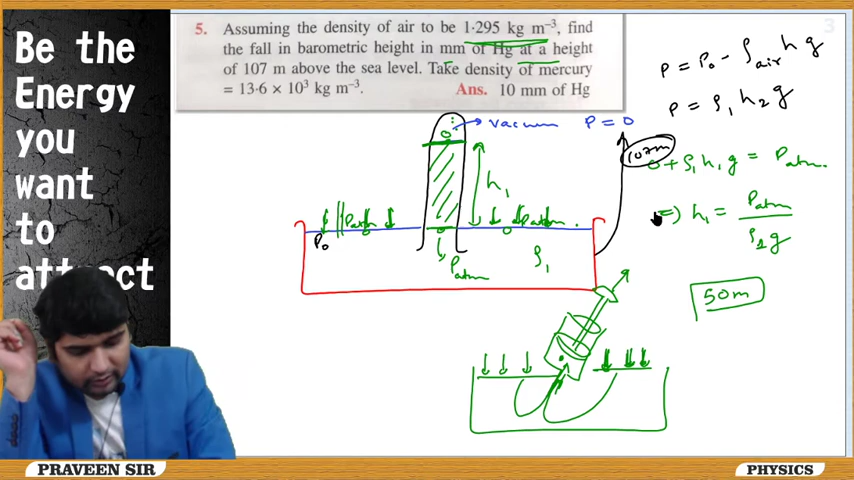 Be the
Energy
you
want
to
attract
3
5. Assuming the density of air to be 1·295 kg m⁻³, find
the fall in barometric height in mm of Hg at a height
of 107 m above the sea level. Take density of mercury
= 13·6 × 10³ kg m⁻³. Ans. 10 mm of Hg
P = P₀ - ρair h g
P = ρ₁ h₂ g
vacuum P = 0
107m
0 + ρ₁ h₁ g = Patm.
=) h₁ = Patm / ρ₁ g
h₁
Patm Patm.
P₀
Patm ρ₁
50m
PRAVEEN SIR
PHYSICS